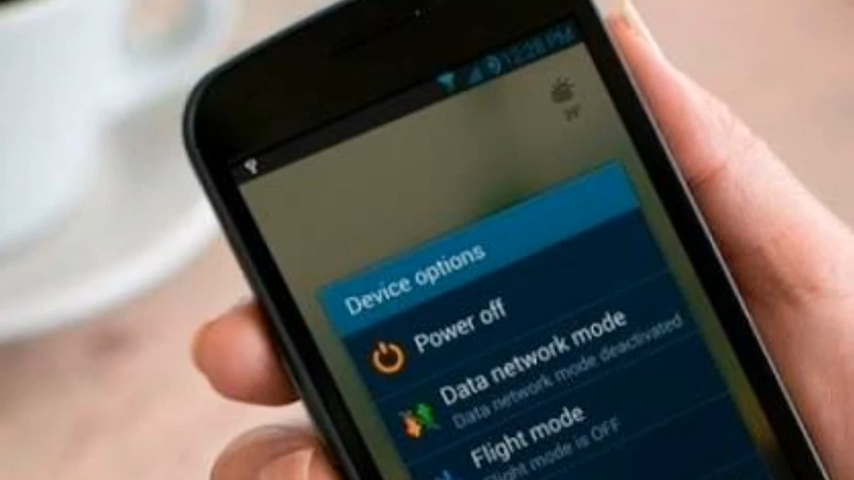 Device options
Power off
Data network mode
Data network mode deactivated
Flight mode
Flight mode is OFF